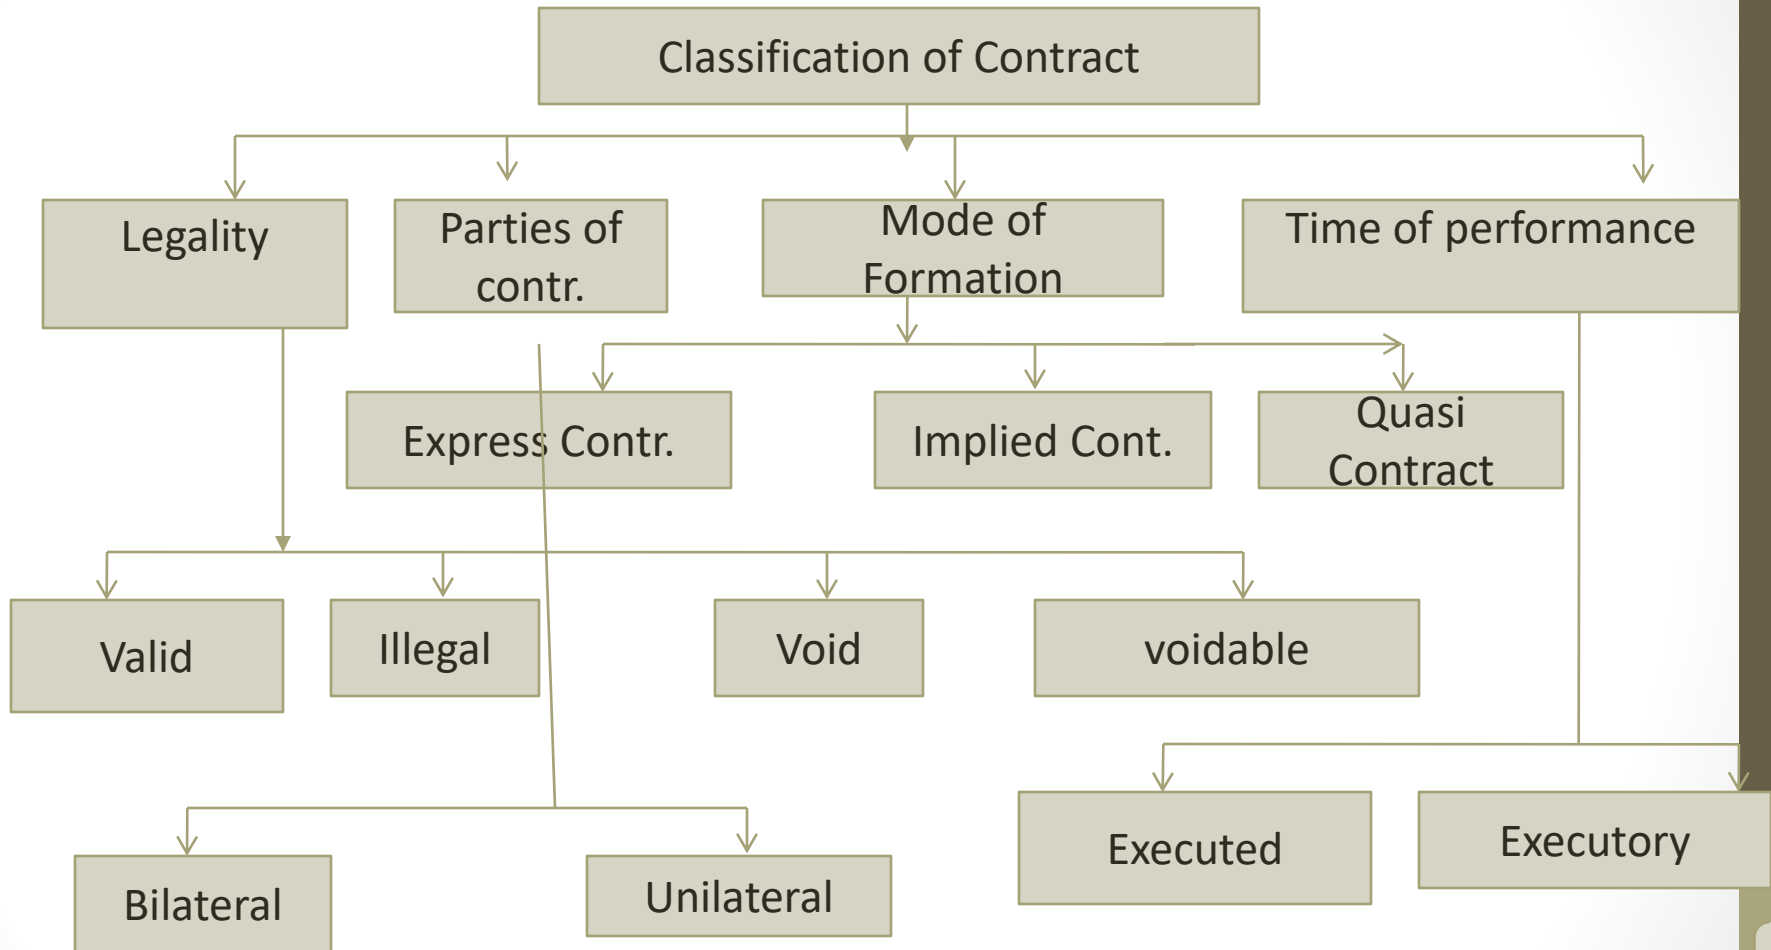 Classification of Contract
Legality
Parties of
contr.
Mode of
Formation
Time of performance
Express Contr.
Implied Cont.
Quasi
Contract
Valid
Illegal
Void
voidable
Executed
Executory
Bilateral
Unilateral